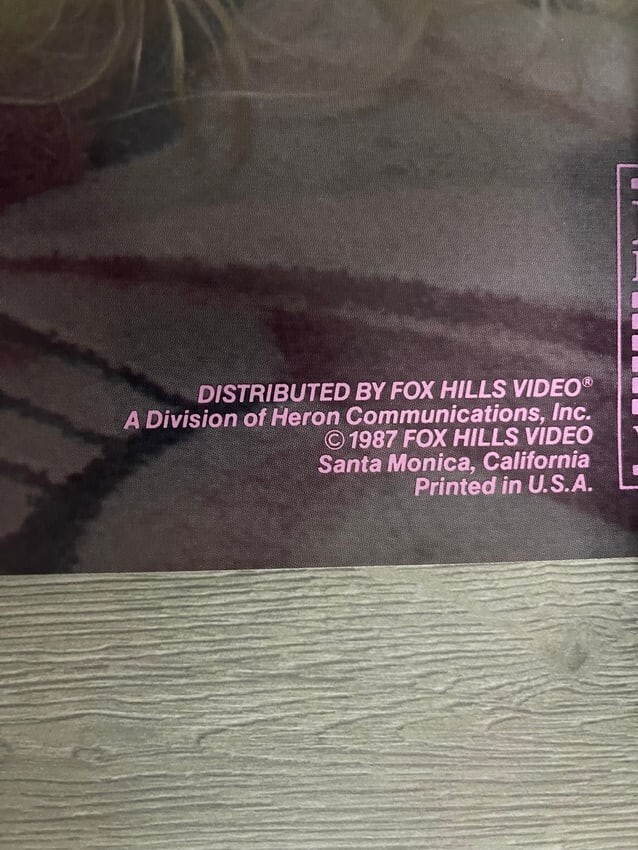 DISTRIBUTED BY FOX HILLS VIDEO®
A Division of Heron Communications, Inc.
© 1987 FOX HILLS VIDEO
Santa Monica, California
Printed in U.S.A.